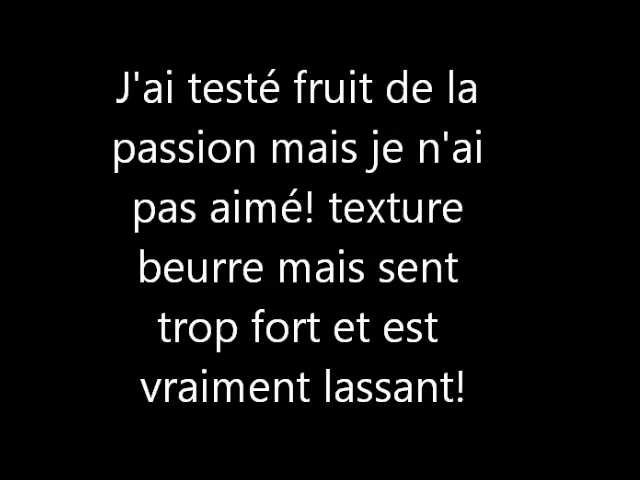 J'ai testé fruit de la
passion mais je n'ai
pas aimé! texture
beurre mais sent
trop fort et est
vraiment lassant!